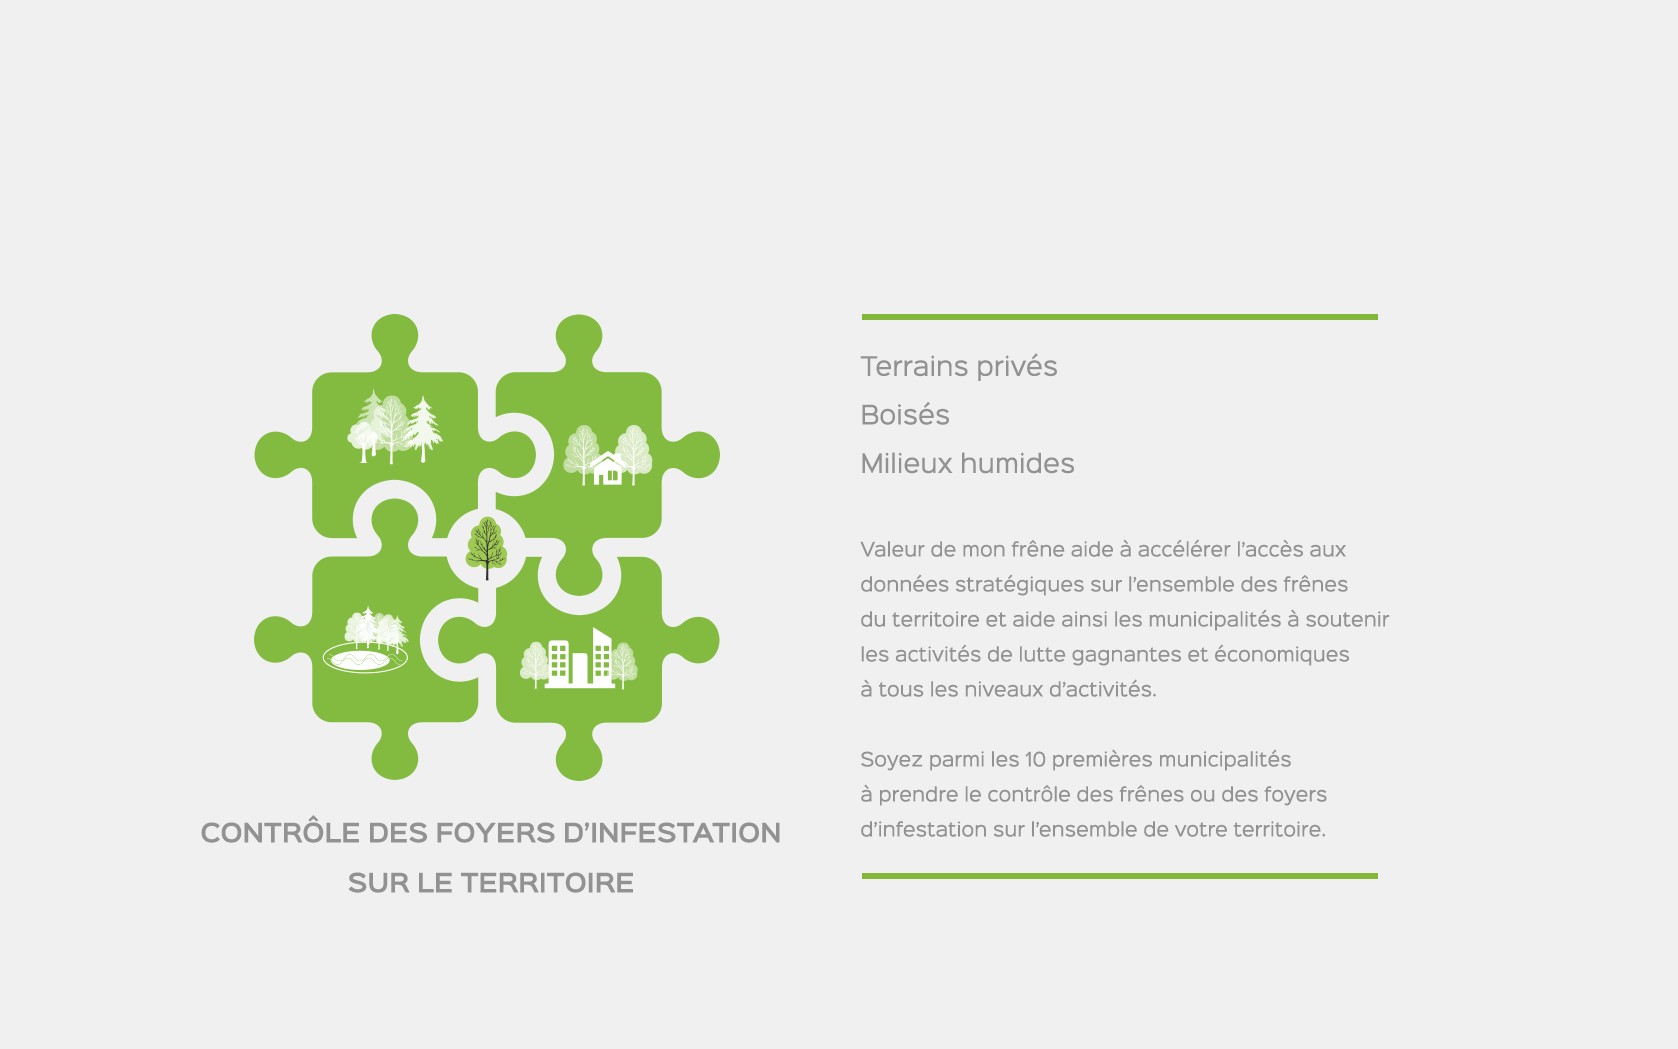 CONTRÔLE DES FOYERS D’INFESTATION
SUR LE TERRITOIRE
Terrains privés
Boisés
Milieux humides
Valeur de mon frêne aide à accélérer l’accès aux
données stratégiques sur l’ensemble des frênes
du territoire et aide ainsi les municipalités à soutenir
les activités de lutte gagnantes et économiques
à tous les niveaux d’activités.
Soyez parmi les 10 premières municipalités
à prendre le contrôle des frênes ou des foyers
d’infestation sur l’ensemble de votre territoire.